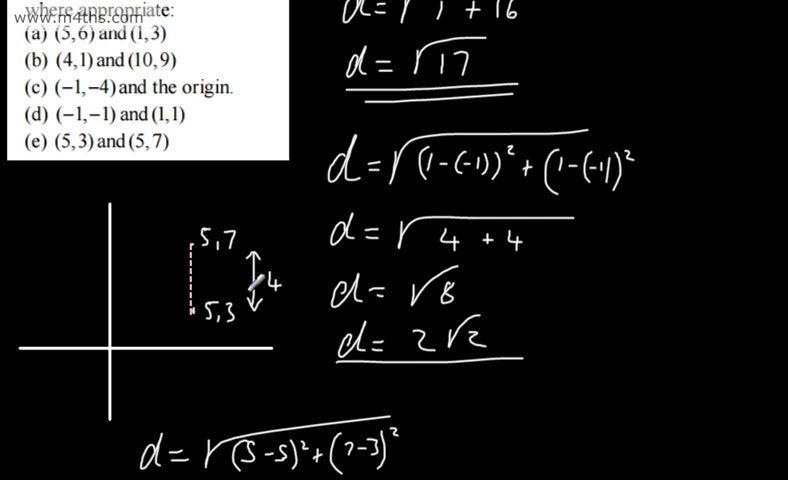 where appropriate:
www.m4ths.com
(a) (5,6) and (1,3)
(b) (4,1) and (10,9)
(c) (−1,−4) and the origin.
(d) (−1,−1) and (1,1)
(e) (5,3) and (5,7)
d = √ 1 + 16
d = √17
d = √(1-(-1))² + (1-(-1))²
d = √ 4 + 4
d = √8
d = 2√2
5,7
4
5,3
d = √(5-5)² + (7-3)²